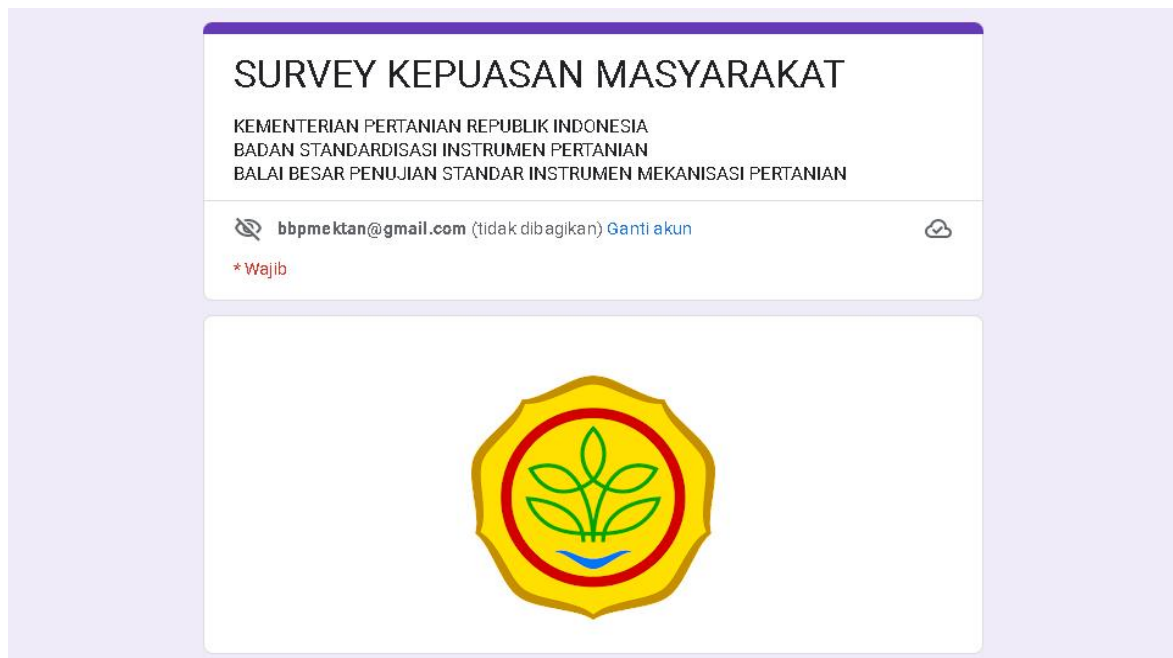 SURVEY KEPUASAN MASYARAKAT
KEMENTERIAN PERTANIAN REPUBLIK INDONESIA
BADAN STANDARDISASI INSTRUMEN PERTANIAN
BALAI BESAR PENUJIAN STANDAR INSTRUMEN MEKANISASI PERTANIAN
bbpmektan@gmail.com (tidak dibagikan) Ganti akun
* Wajib